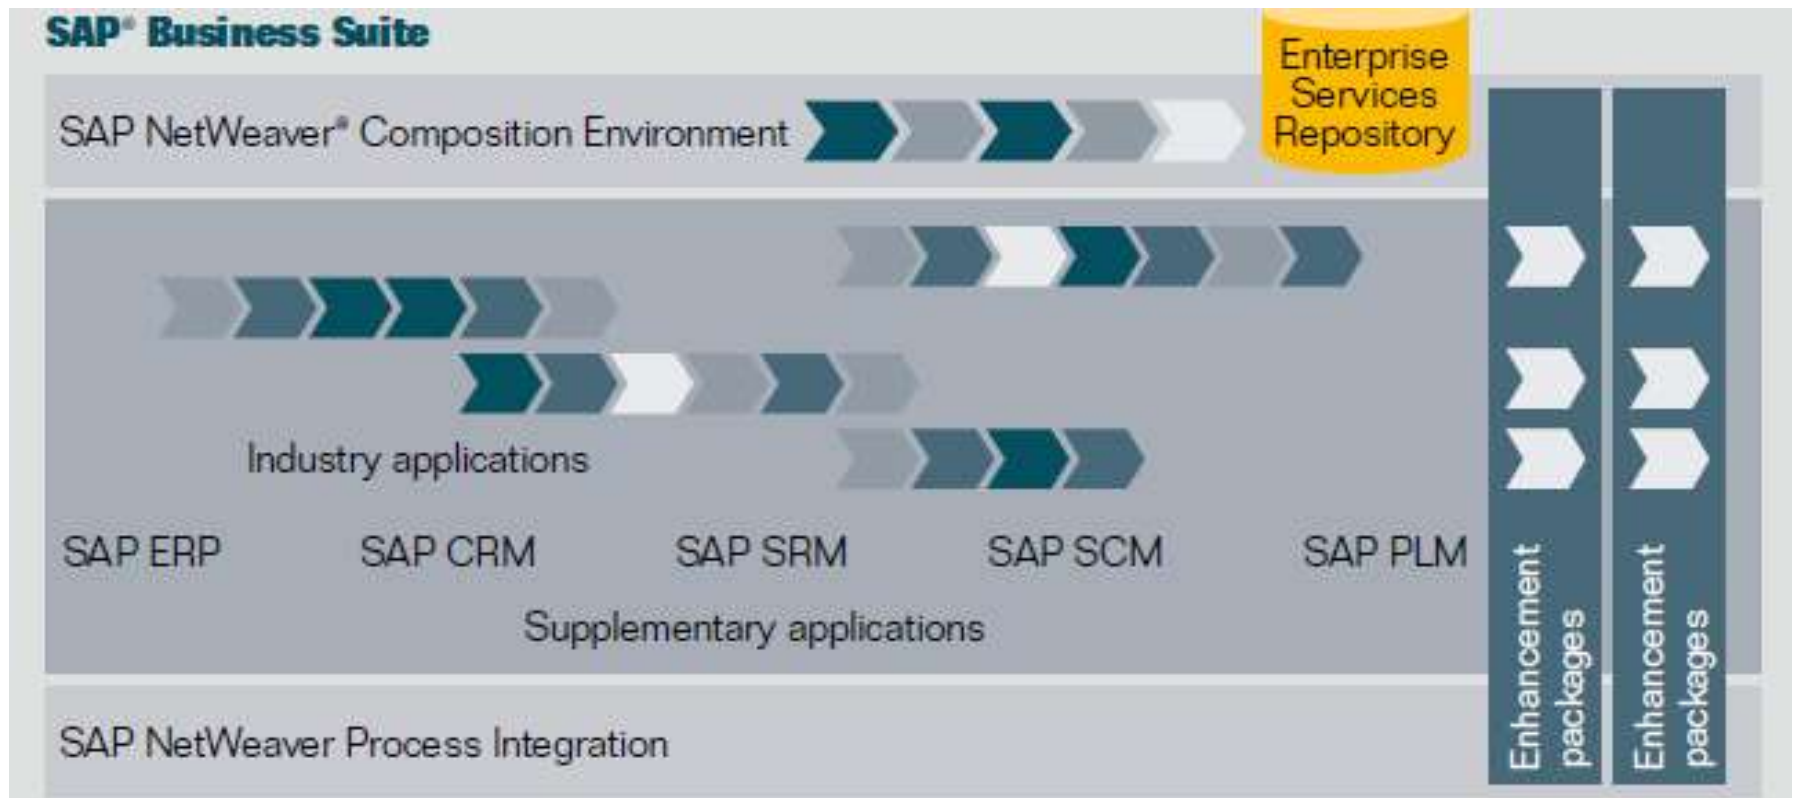 SAP® Business Suite
Enterprise
Services
Repository
SAP NetWeaver® Composition Environment
Industry applications
SAP ERP SAP CRM SAP SRM SAP SCM SAP PLM
Supplementary applications
SAP NetWeaver Process Integration
Enhancement
packages
Enhancement
packages